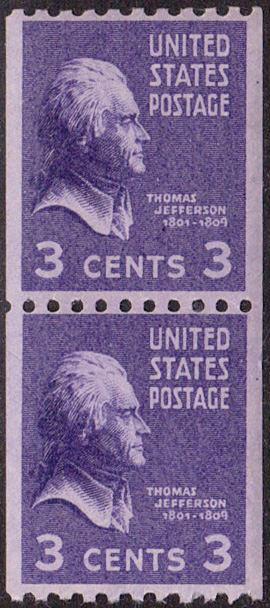 UNITED
STATES
POSTAGE
THOMAS
JEFFERSON
1801-1809
3 CENTS 3
UNITED
STATES
POSTAGE
THOMAS
JEFFERSON
1801-1809
3 CENTS 3